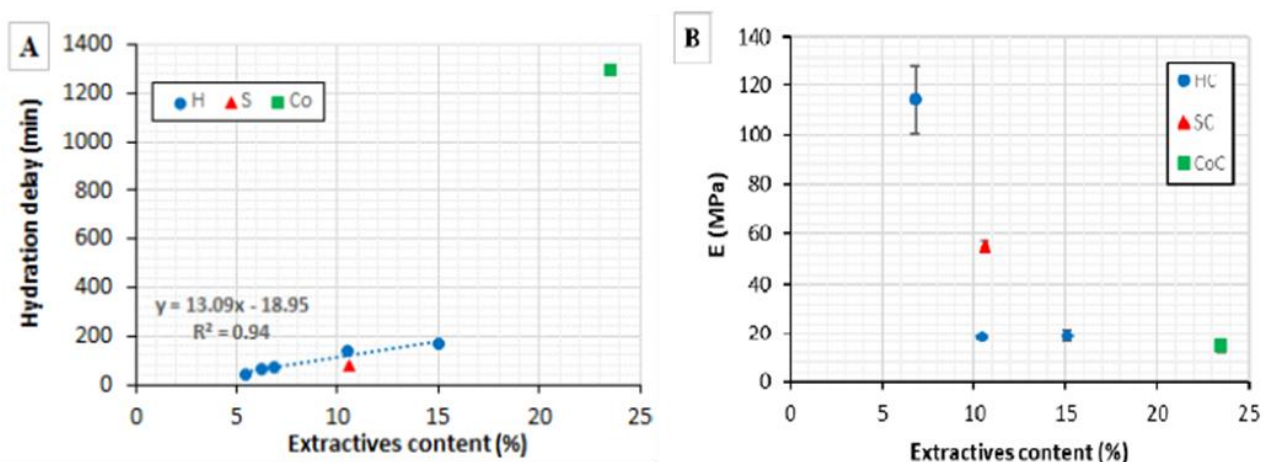 A
Hydration delay (min)
1400
1200
1000
800
600
400
200
0
H S Co
y = 13.09x - 18.95
R² = 0.94
0 5 10 15 20 25
Extractives content (%)
B
E (MPa)
140
120
100
80
60
40
20
0
HC
SC
CoC
0 5 10 15 20 25
Extractives content (%)